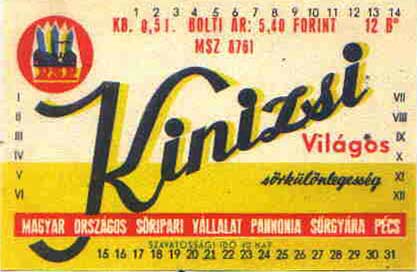 1 2 3 4 5 6 7 8 9 10 11 12 13 14
KB. 0,5 l. BOLTI ÁR: 5,40 FORINT 12 B°
MSZ 8761
Kinizsi
Világos
sörkülönlegesség
I
II
III
IV
V
VI
VII
VIII
IX
X
XI
XII
MAGYAR ORSZÁGOS SÖRIPARI VÁLLALAT PANNONIA SÖRGYÁRA PÉCS
SZAVATOSSÁGI IDŐ 40 NAP
15 16 17 18 19 20 21 22 23 24 25 26 27 28 29 30 31